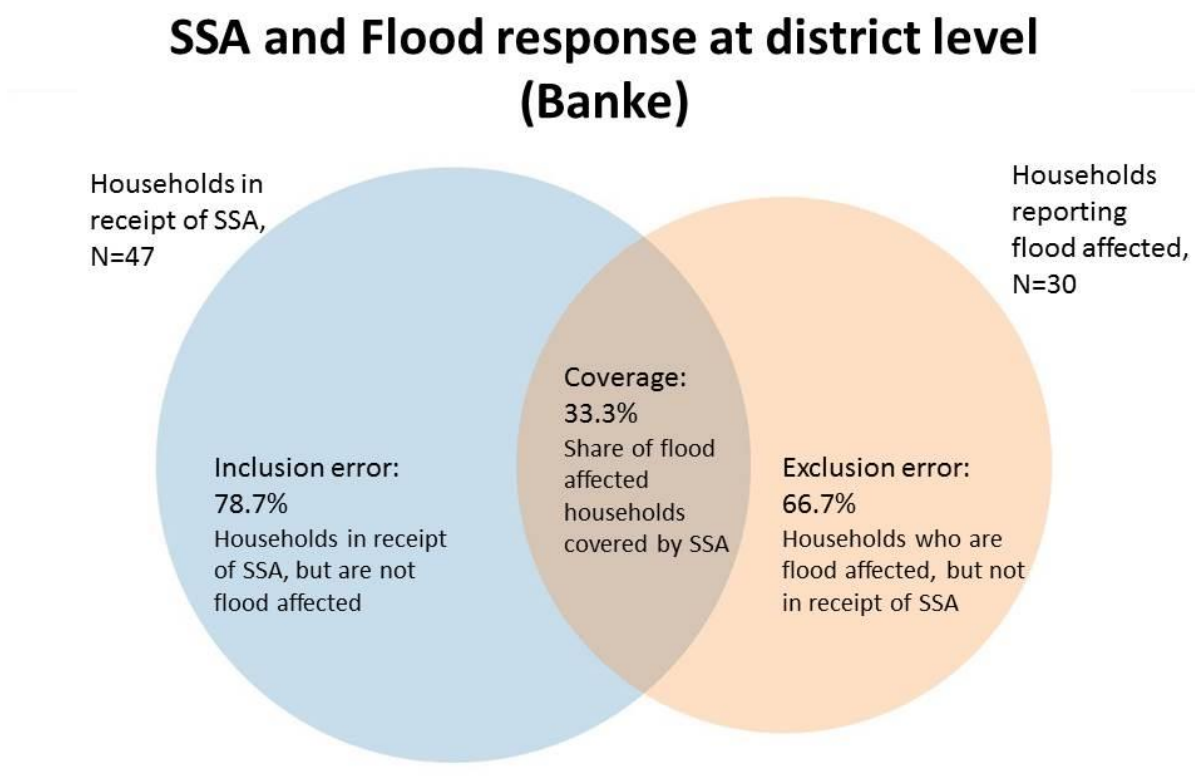 SSA and Flood response at district level
(Banke)
Households in
receipt of SSA,
N=47
Households
reporting
flood affected,
N=30
Coverage:
33.3%
Share of flood
affected
households
covered by SSA
Inclusion error:
78.7%
Households in receipt
of SSA, but are not
flood affected
Exclusion error:
66.7%
Households who are
flood affected, but not
in receipt of SSA